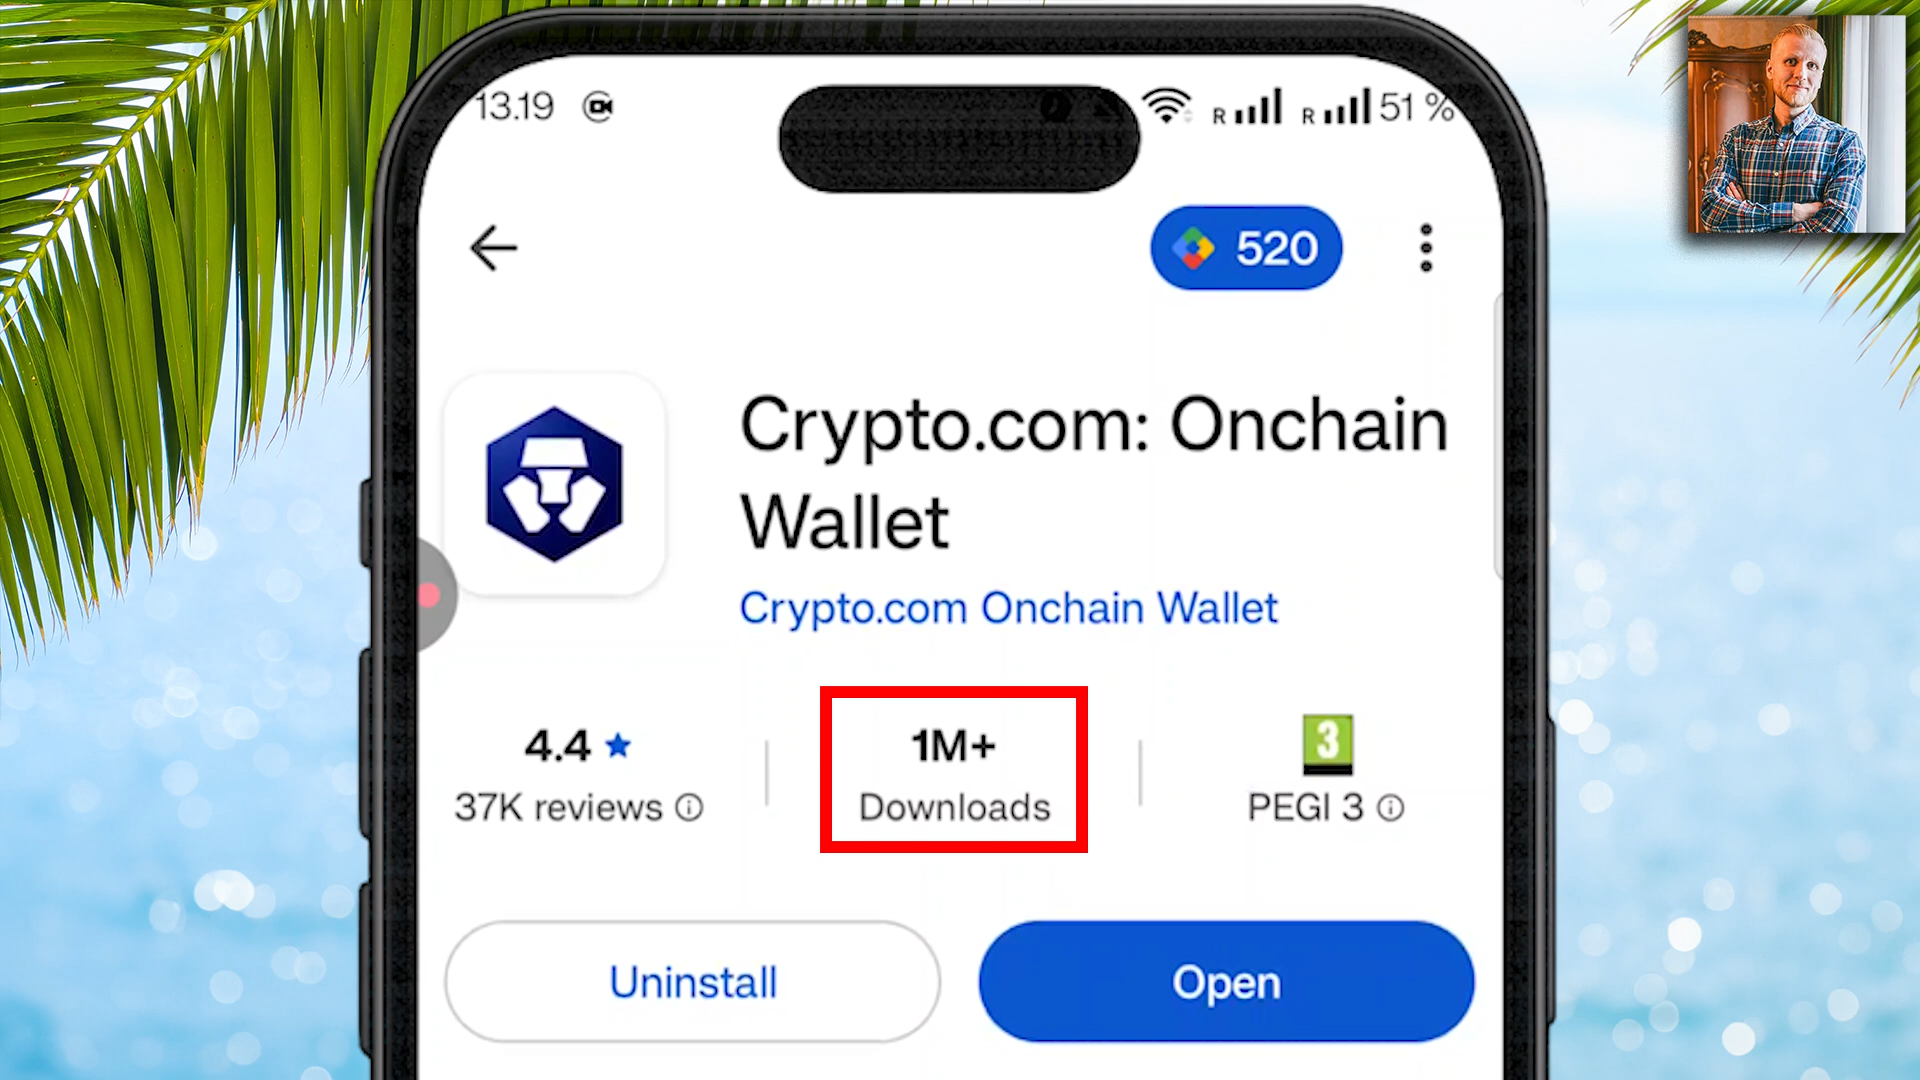 13.19
R R 51 %
520
Crypto.com: Onchain
Wallet
Crypto.com Onchain Wallet
4.4 1M+ 3
37K reviews Downloads PEGI 3
Uninstall Open